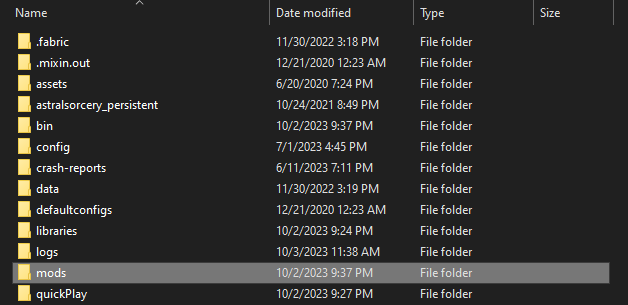 Name Date modified Type Size
.fabric 11/30/2022 3:18 PM File folder
.mixin.out 12/21/2020 12:23 AM File folder
assets 6/20/2020 7:24 PM File folder
astralsorcery_persistent 10/24/2021 8:49 PM File folder
bin 10/2/2023 9:37 PM File folder
config 7/1/2023 4:45 PM File folder
crash-reports 6/11/2023 7:11 PM File folder
data 11/30/2022 3:19 PM File folder
defaultconfigs 12/21/2020 12:23 AM File folder
libraries 10/2/2023 9:24 PM File folder
logs 10/3/2023 11:38 AM File folder
mods 10/2/2023 9:37 PM File folder
quickPlay 10/2/2023 9:27 PM File folder